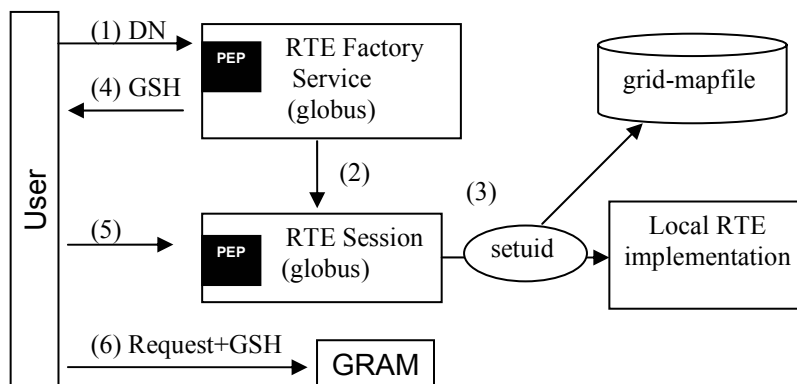 (1) DN
PEP
RTE Factory
Service
(globus)
(4) GSH
grid-mapfile
(2)
(3)
User
(5)
PEP
RTE Session
(globus)
setuid
Local RTE
implementation
(6) Request+GSH
GRAM